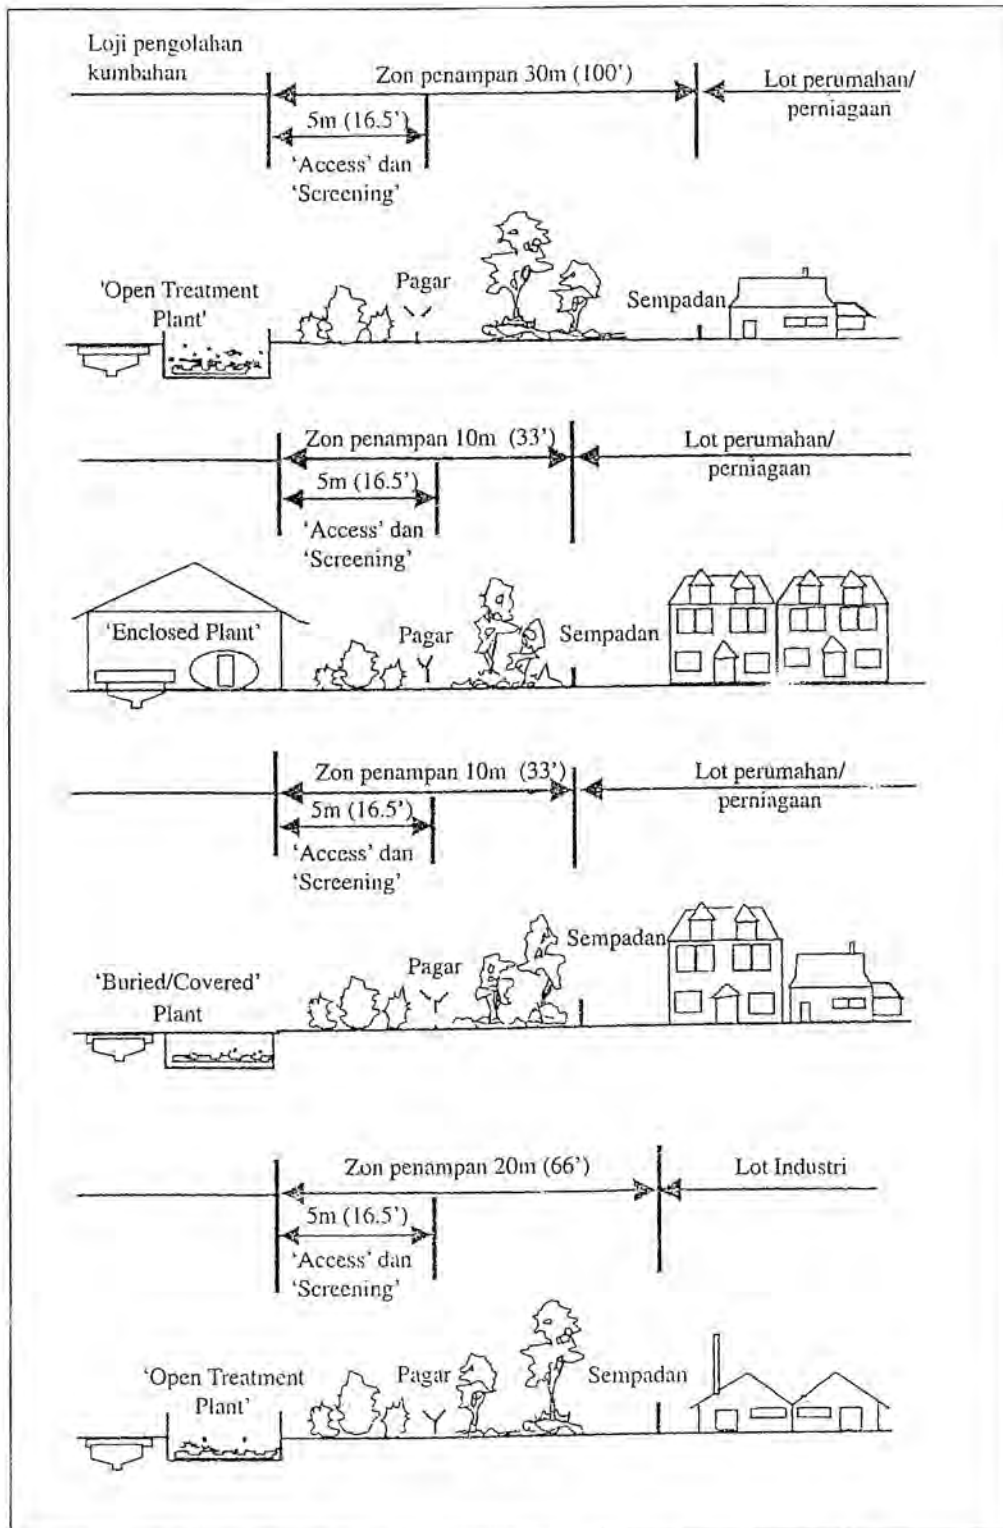 Loji pengolahan
kumbahan
Zon penampan 30m (100')
Lot perumahan/
perniagaan
5m (16.5')
'Access' dan
'Screening'
'Open Treatment
Plant'
Pagar
Sempadan
Zon penampan 10m (33')
Lot perumahan/
perniagaan
5m (16.5')
'Access' dan
'Screening'
'Enclosed Plant'
Pagar
Sempadan
Zon penampan 10m (33')
Lot perumahan/
perniagaan
5m (16.5')
'Access' dan
'Screening'
'Buried/Covered'
Plant
Pagar
Sempadan
Zon penampan 20m (66')
Lot Industri
5m (16.5')
'Access' dan
'Screening'
'Open Treatment
Plant'
Pagar
Sempadan